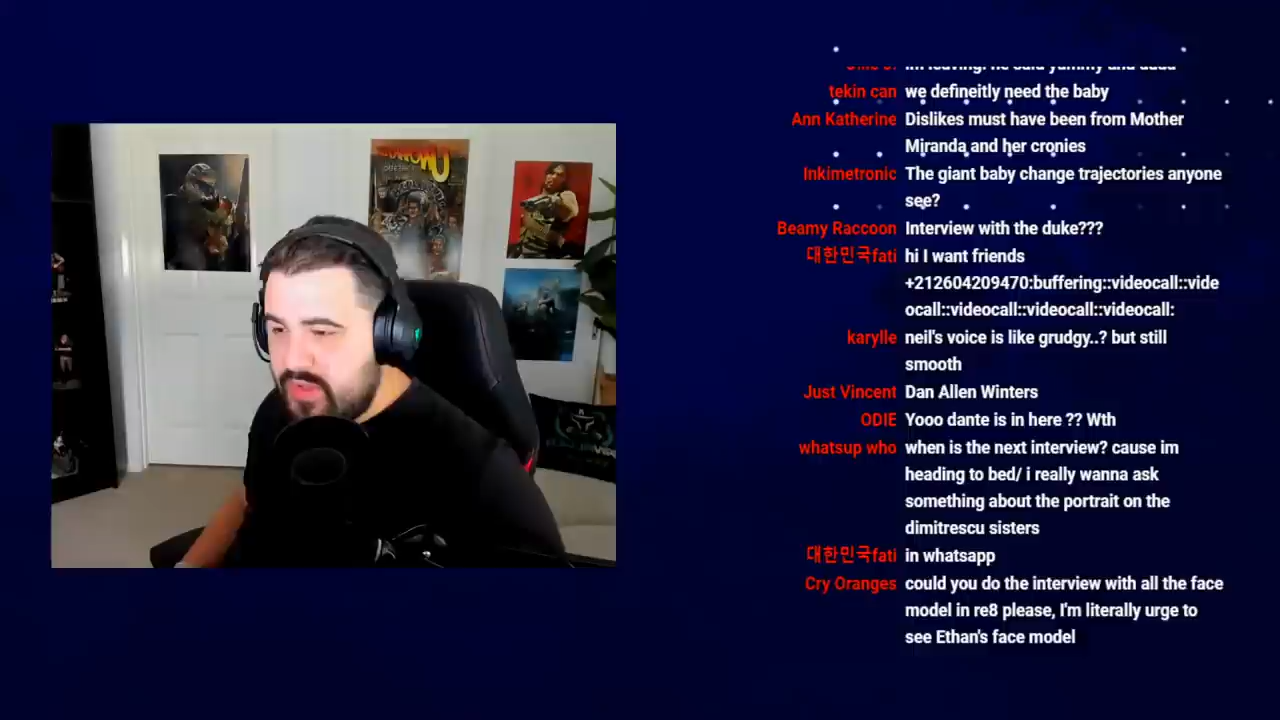 tekin can we defineitly need the baby
Ann Katherine Dislikes must have been from Mother
Miranda and her cronies
Inkimetronic The giant baby change trajectories anyone
see?
Beamy Raccoon Interview with the duke???
대한민국fati hi I want friends
+212604209470:buffering::videocall::vide
ocall::videocall::videocall::videocall:
karylle neil's voice is like grudgy..? but still
smooth
Just Vincent Dan Allen Winters
ODIE Yooo dante is in here ?? Wth
whatsup who when is the next interview? cause im
heading to bed/ i really wanna ask
something about the portrait on the
dimitrescu sisters
대한민국fati in whatsapp
Cry Oranges could you do the interview with all the face
model in re8 please, I'm literally urge to
see Ethan's face model